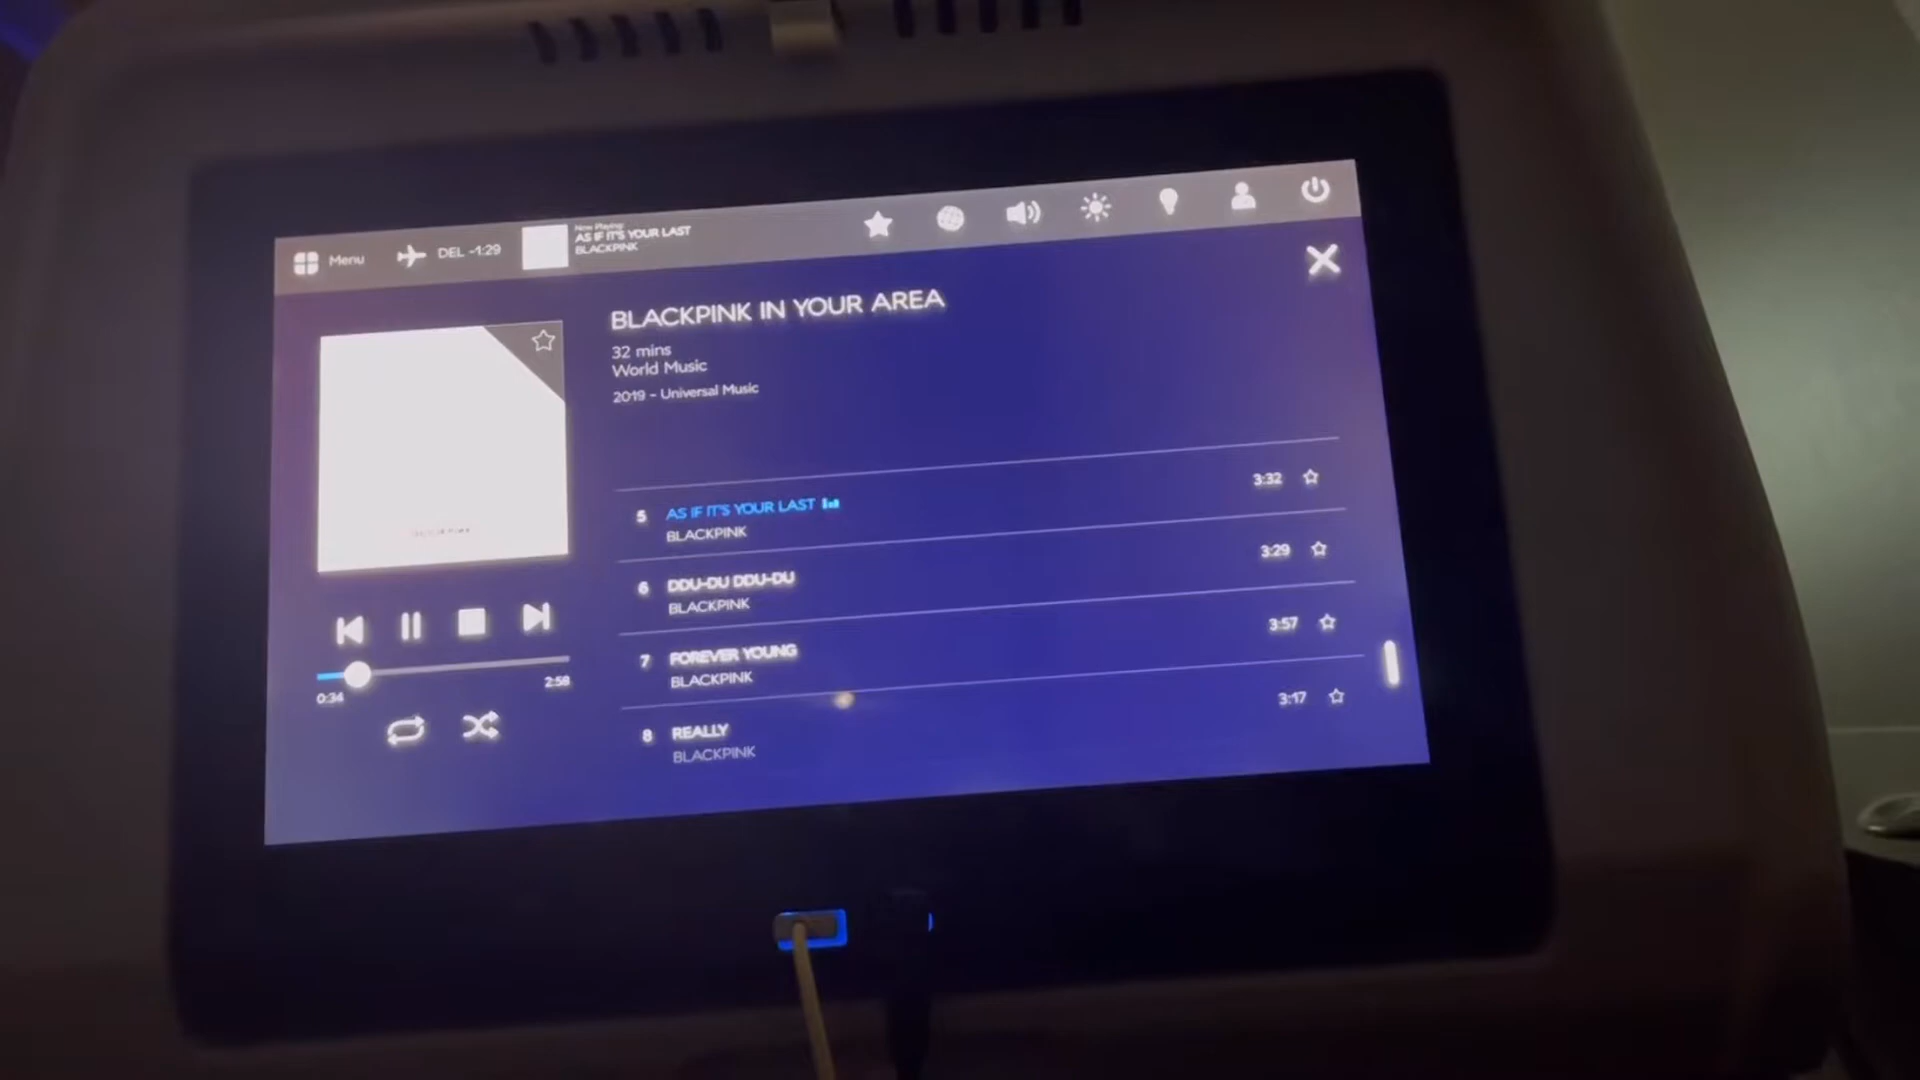 Menu
DEL -1:29
Now Playing:
AS IF IT'S YOUR LAST
BLACKPINK
BLACKPINK IN YOUR AREA
32 mins
World Music
2019 - Universal Music
5 AS IF IT'S YOUR LAST 3:32
BLACKPINK
6 DDU-DU DDU-DU 3:29
BLACKPINK
7 FOREVER YOUNG 3:57
BLACKPINK
8 REALLY 3:17
BLACKPINK
0:34 2:58